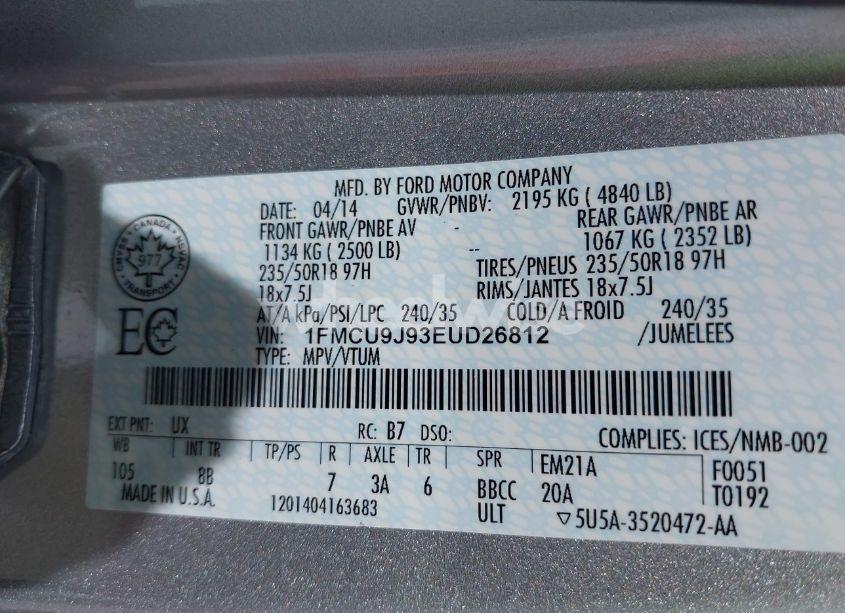 MFD. BY FORD MOTOR COMPANY
DATE: 04/14 GVWR/PNBV: 2195 KG ( 4840 LB)
FRONT GAWR/PNBE AV - REAR GAWR/PNBE AR
1134 KG ( 2500 LB) -- 1067 KG ( 2352 LB)
235/50R18 97H TIRES/PNEUS 235/50R18 97H
18x7.5J RIMS/JANTES 18x7.5J
AT/A kPa/PSI/LPC 240/35 COLD/A FROID 240/35
VIN: 1FMCU9J93EUD26812 /JUMELEES
TYPE: MPV/VTUM
CANADA
977
TRANSPORT
EC
EXT PNT: UX RC: B7 DSO: COMPLIES: ICES/NMB-002
WB INT TR TP/PS R AXLE TR SPR EM21A F0051
105 8B 7 3A 6 BBCC 20A T0192
MADE IN U.S.A. 1201404163683 ULT ▽5U5A-3520472-AA